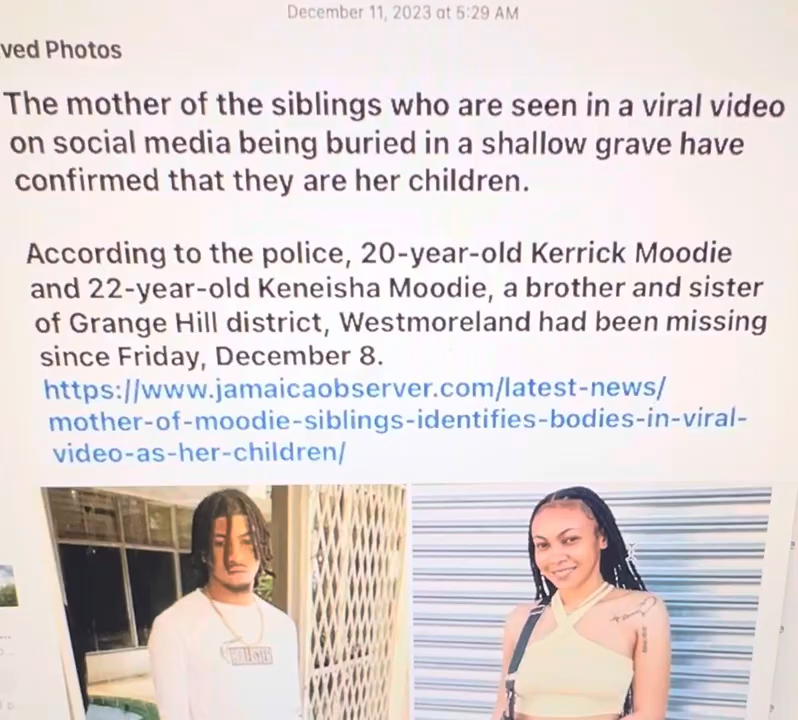 December 11, 2023 at 5:29 AM
ved Photos
The mother of the siblings who are seen in a viral video
on social media being buried in a shallow grave have
confirmed that they are her children.
According to the police, 20-year-old Kerrick Moodie
and 22-year-old Keneisha Moodie, a brother and sister
of Grange Hill district, Westmoreland had been missing
since Friday, December 8.
https://www.jamaicaobserver.com/latest-news/
mother-of-moodie-siblings-identifies-bodies-in-viral-
video-as-her-children/